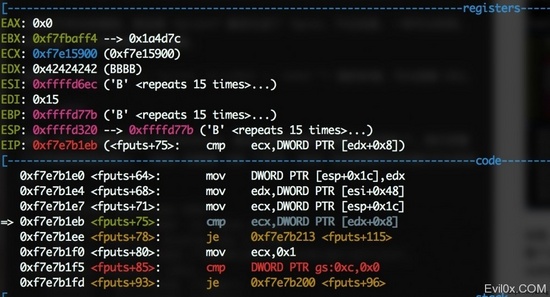 [----------------------------------registers-----
EAX: 0x0
EBX: 0xf7fbaff4 --> 0x1a4d7c
ECX: 0xf7e15900 (0xf7e15900)
EDX: 0x42424242 (BBBB)
ESI: 0xffffd6ec ('B' <repeats 15 times>...)
EDI: 0x15
EBP: 0xffffd77b ('B' <repeats 15 times>...)
ESP: 0xffffd320 --> 0xffffd77b ('B' <repeats 15 times>...)
EIP: 0xf7e7b1eb (<fputs+75>: cmp ecx,DWORD PTR [edx+0x8])
[-------------------------------------code-----
0xf7e7b1e0 <fputs+64>: mov DWORD PTR [esp+0x1c],edx
0xf7e7b1e4 <fputs+68>: mov edx,DWORD PTR [esi+0x48]
0xf7e7b1e7 <fputs+71>: mov ecx,DWORD PTR [esp+0x1c]
=> 0xf7e7b1eb <fputs+75>: cmp ecx,DWORD PTR [edx+0x8]
0xf7e7b1ee <fputs+78>: je 0xf7e7b213 <fputs+115>
0xf7e7b1f0 <fputs+80>: mov ecx,0x1
0xf7e7b1f5 <fputs+85>: cmp DWORD PTR gs:0xc,0x0
0xf7e7b1fd <fputs+93>: je 0xf7e7b200 <fputs+96>
Evil0x.COM